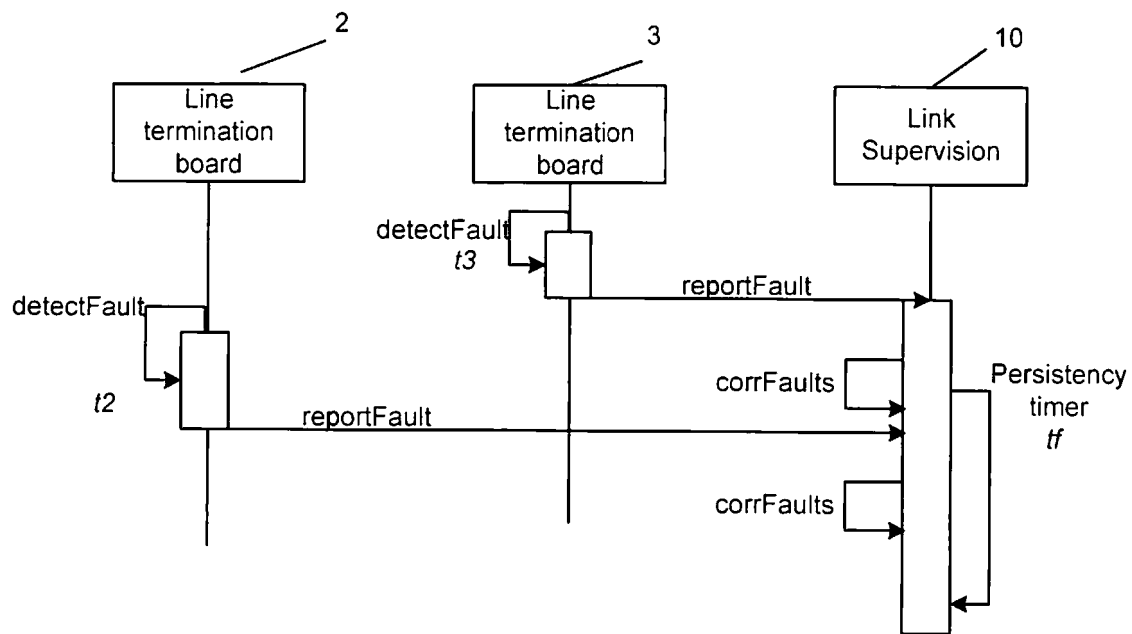 2
3
10
Line
termination
board
Line
termination
board
Link
Supervision
detectFault
t3
reportFault
detectFault
t2
corrFaults
Persistency
timer
tf
reportFault
corrFaults